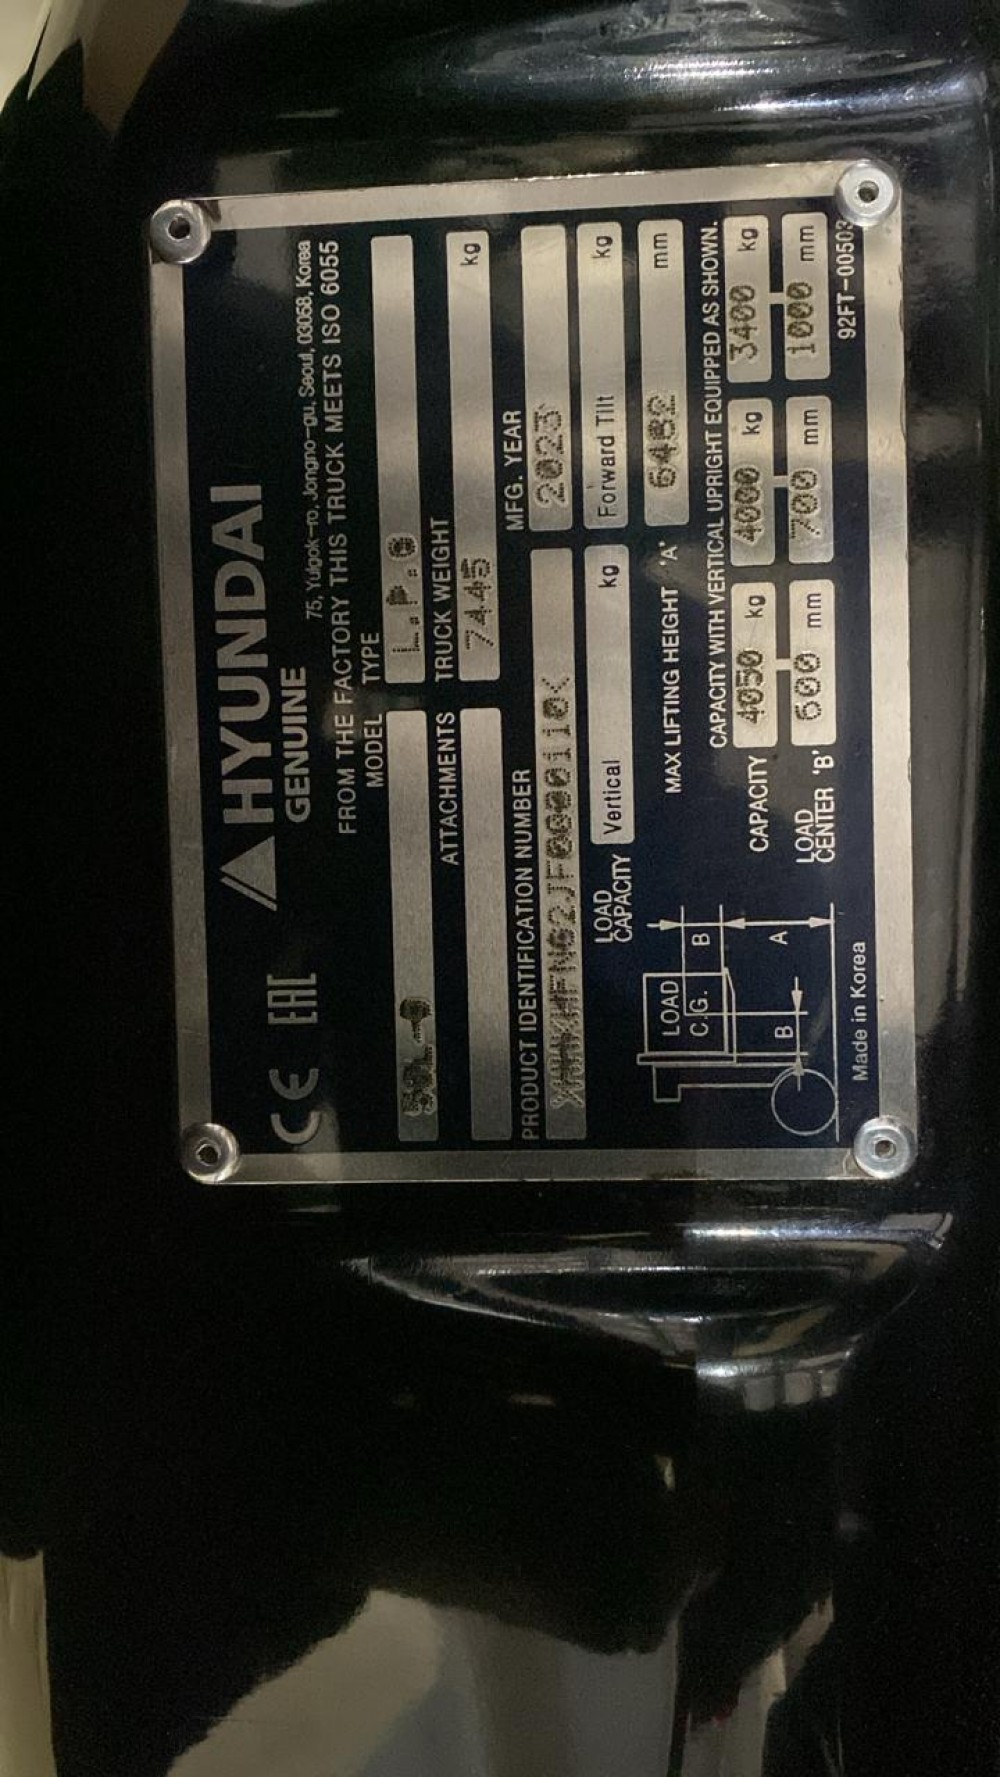 CE EAC HYUNDAI
GENUINE
75, Yulgok-ro, Jongno-gu, Seoul, 03058, Korea
FROM THE FACTORY THIS TRUCK MEETS ISO 6055
MODEL TYPE
L.P.G
ATTACHMENTS TRUCK WEIGHT
7445 kg
PRODUCT IDENTIFICATION NUMBER MFG. YEAR
2023
LOAD CAPACITY Vertical kg Forward Tilt kg
MAX LIFTING HEIGHT 'A' 6482 mm
CAPACITY WITH VERTICAL UPRIGHT EQUIPPED AS SHOWN.
CAPACITY 4050 kg 4000 kg 3400 kg
LOAD CENTER 'B' 600 mm 700 mm 1000 mm
LOAD
C.G.
B
B
A
Made in Korea